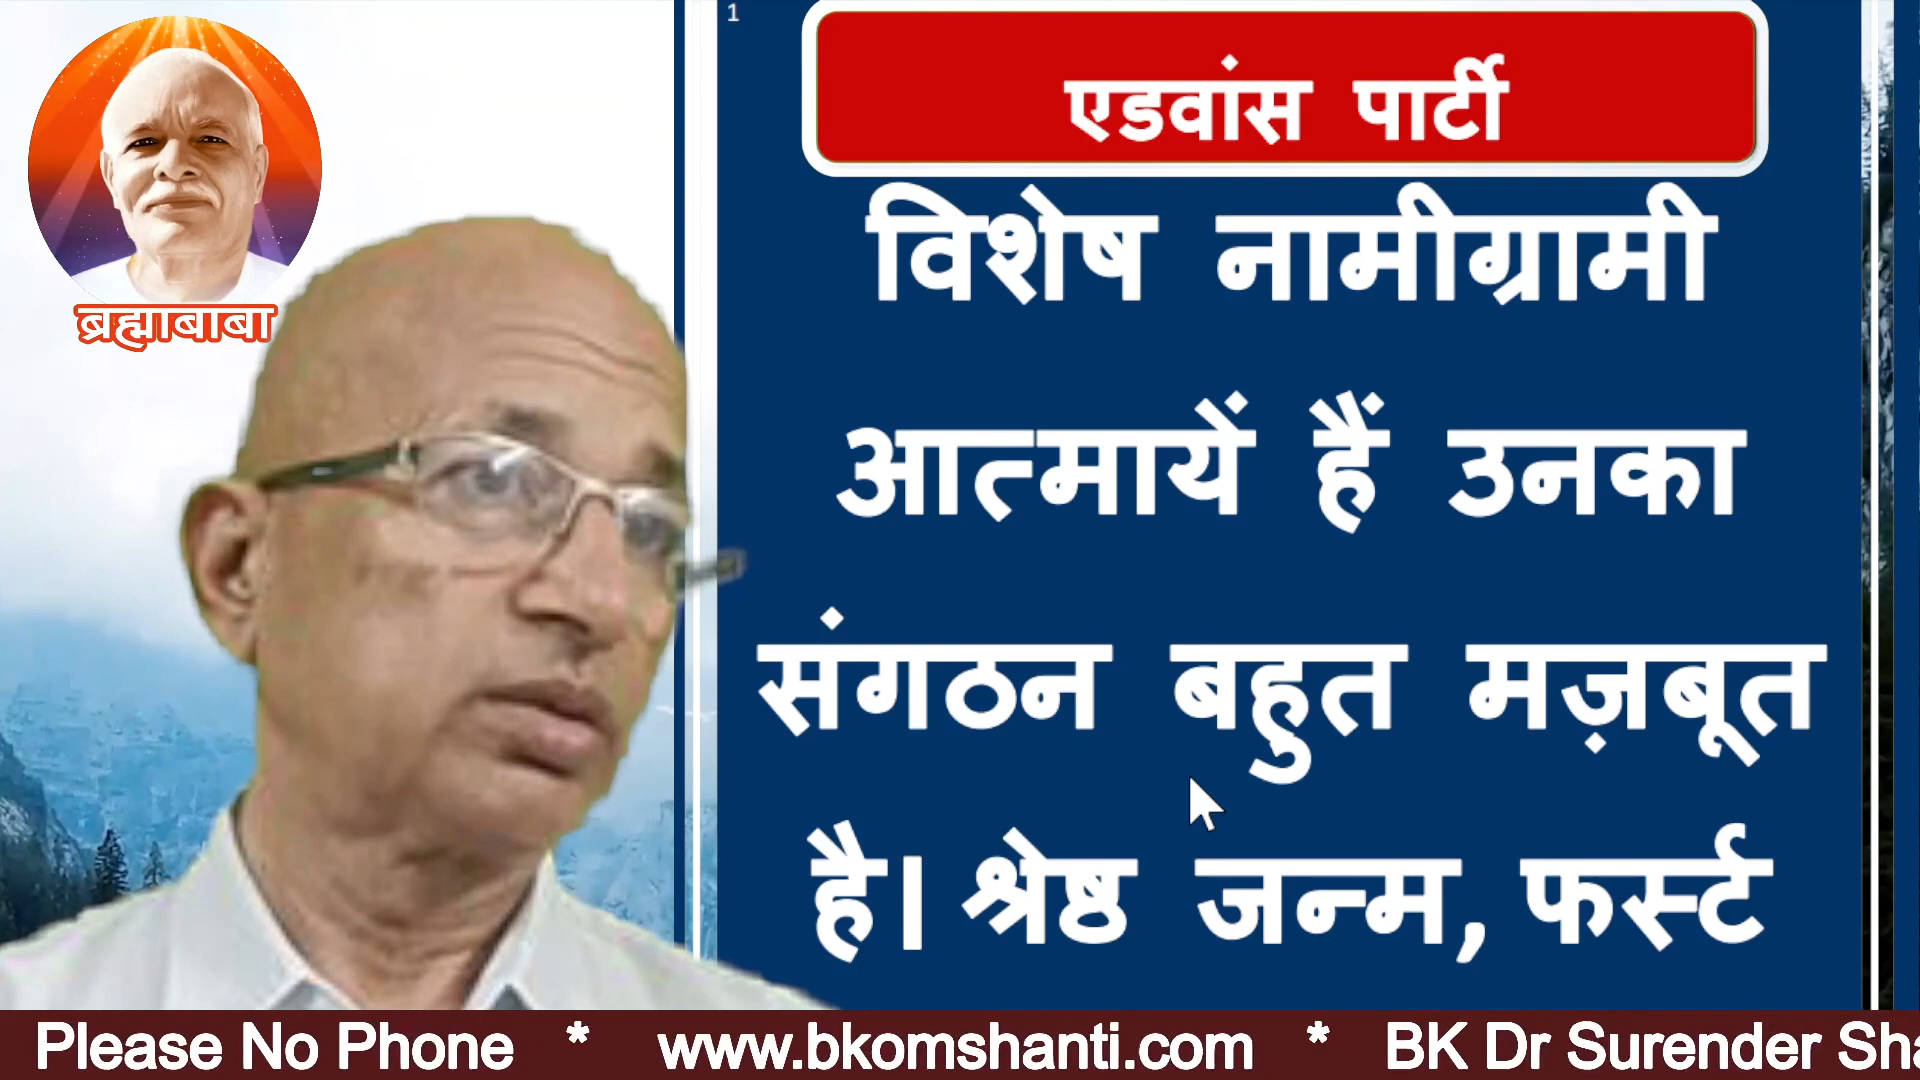 1
एडवांस पार्टी
विशेष नामीग्रामी
आत्मायें हैं उनका
संगठन बहुत मज़बूत
है। श्रेष्ठ जन्म, फर्स्ट
ब्रह्माबाबा
Please No Phone * www.bkomshanti.com * BK Dr Surender